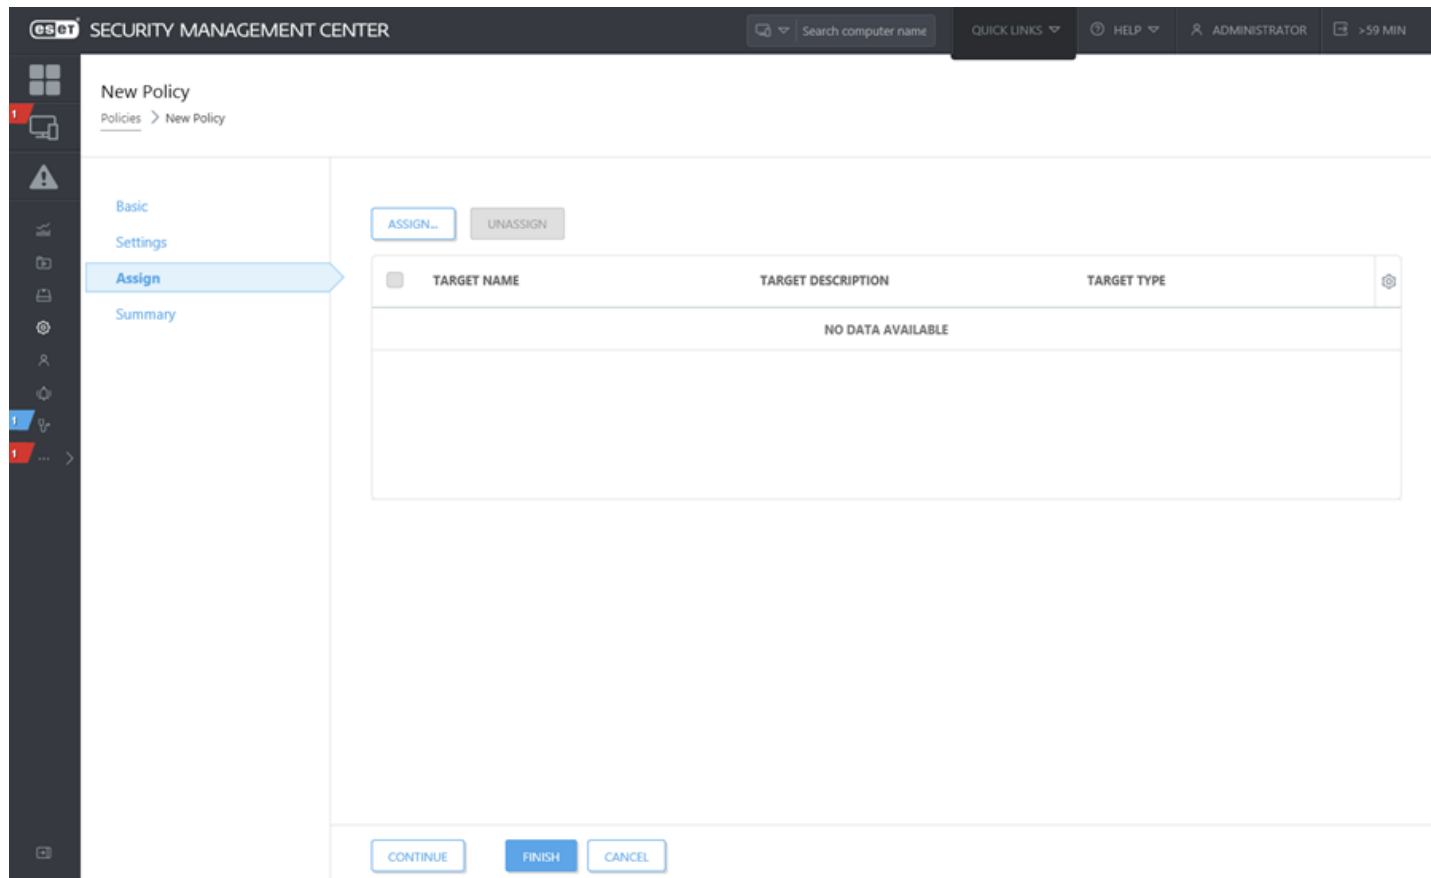 eset SECURITY MANAGEMENT CENTER
Search computer name
QUICK LINKS
HELP
ADMINISTRATOR
>59 MIN
New Policy
Policies > New Policy
1
1
1
...
Basic
Settings
Assign
Summary
ASSIGN...
UNASSIGN
TARGET NAME TARGET DESCRIPTION TARGET TYPE
NO DATA AVAILABLE
CONTINUE FINISH CANCEL